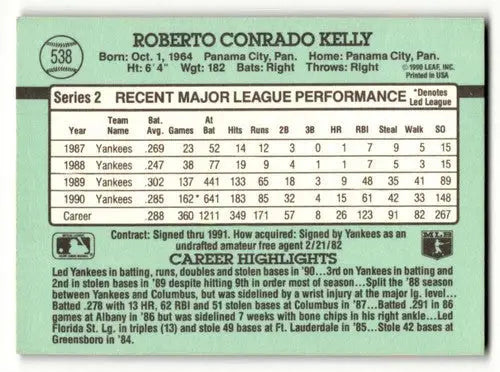 538
ROBERTO CONRADO KELLY
Born: Oct. 1, 1964 Panama City, Pan. Home: Panama City, Pan.
Ht: 6'4" Wgt: 182 Bats: Right Throws: Right
©1990 LEAF, INC.
Printed in USA
Series 2 RECENT MAJOR LEAGUE PERFORMANCE *Denotes Led League
Year Team Name Bat. Avg. Games At Bat Hits Runs 2B 3B HR RBI Steal Walk SO
1987 Yankees .269 23 52 14 12 3 0 1 7 9 5 15
1988 Yankees .247 38 77 19 9 4 1 1 7 5 3 15
1989 Yankees .302 137 441 133 65 18 3 9 48 35 41 89
1990 Yankees .285 162* 641 183 85 32 4 15 61 42 33 148
Career .288 360 1211 349 171 57 8 26 123 91 82 267
Contract: Signed thru 1991. How acquired: Signed by Yankees as an
undrafted amateur free agent 2/21/82
MLB
CAREER HIGHLIGHTS
Led Yankees in batting, runs, doubles and stolen bases in '90...3rd on Yankees in batting and
2nd in stolen bases in '89 despite hitting 9th in order most of season...Split the '88 season
between Yankees and Columbus, but was sidelined by a wrist injury at the major lg. level...
Batted .278 with 13 HR, 62 RBI and 51 stolen bases at Columbus in '87...Batted .291 in 86
games at Albany in '86 but was sidelined 7 weeks with bone chips in his right ankle...Led
Florida St. Lg. in triples (13) and stole 49 bases at Ft. Lauderdale in '85...Stole 42 bases at
Greensboro in '84.